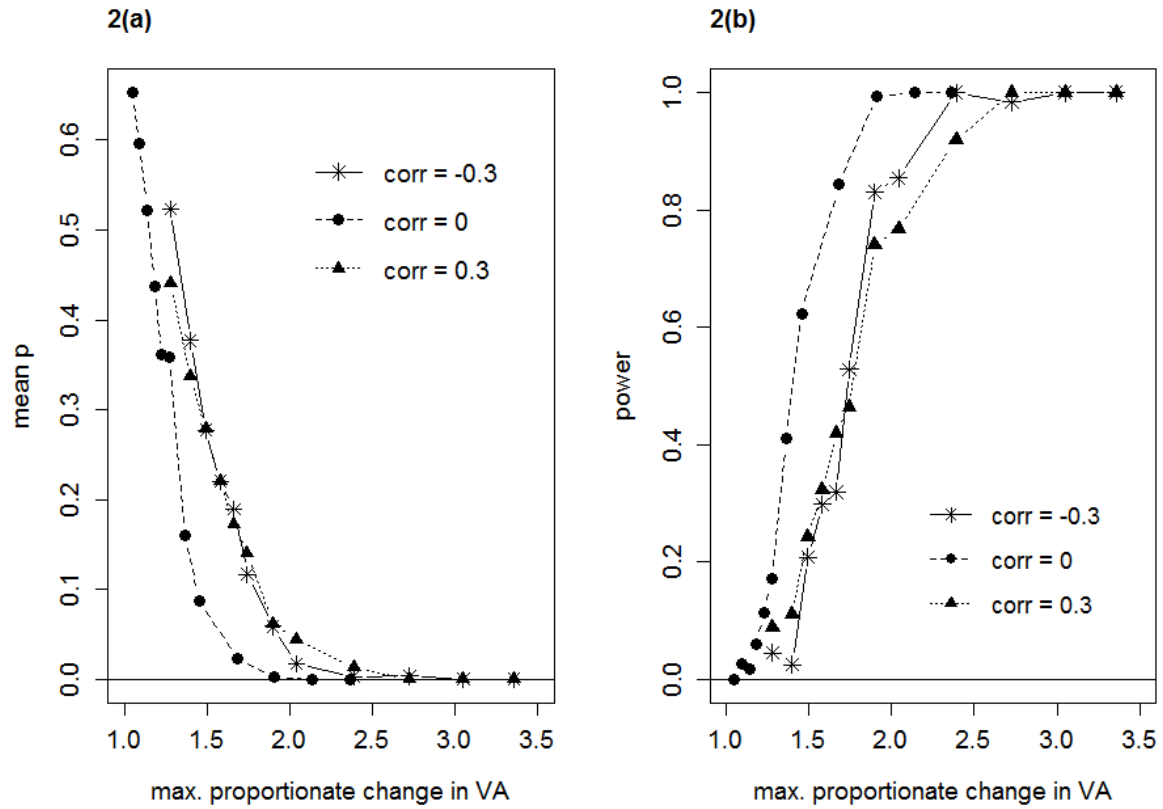 2(a)
mean p
0.0
0.1
0.2
0.3
0.4
0.5
0.6
corr = -0.3
corr = 0
corr = 0.3
1.0 1.5 2.0 2.5 3.0 3.5
max. proportionate change in VA
2(b)
power
0.0
0.2
0.4
0.6
0.8
1.0
corr = -0.3
corr = 0
corr = 0.3
1.0 1.5 2.0 2.5 3.0 3.5
max. proportionate change in VA